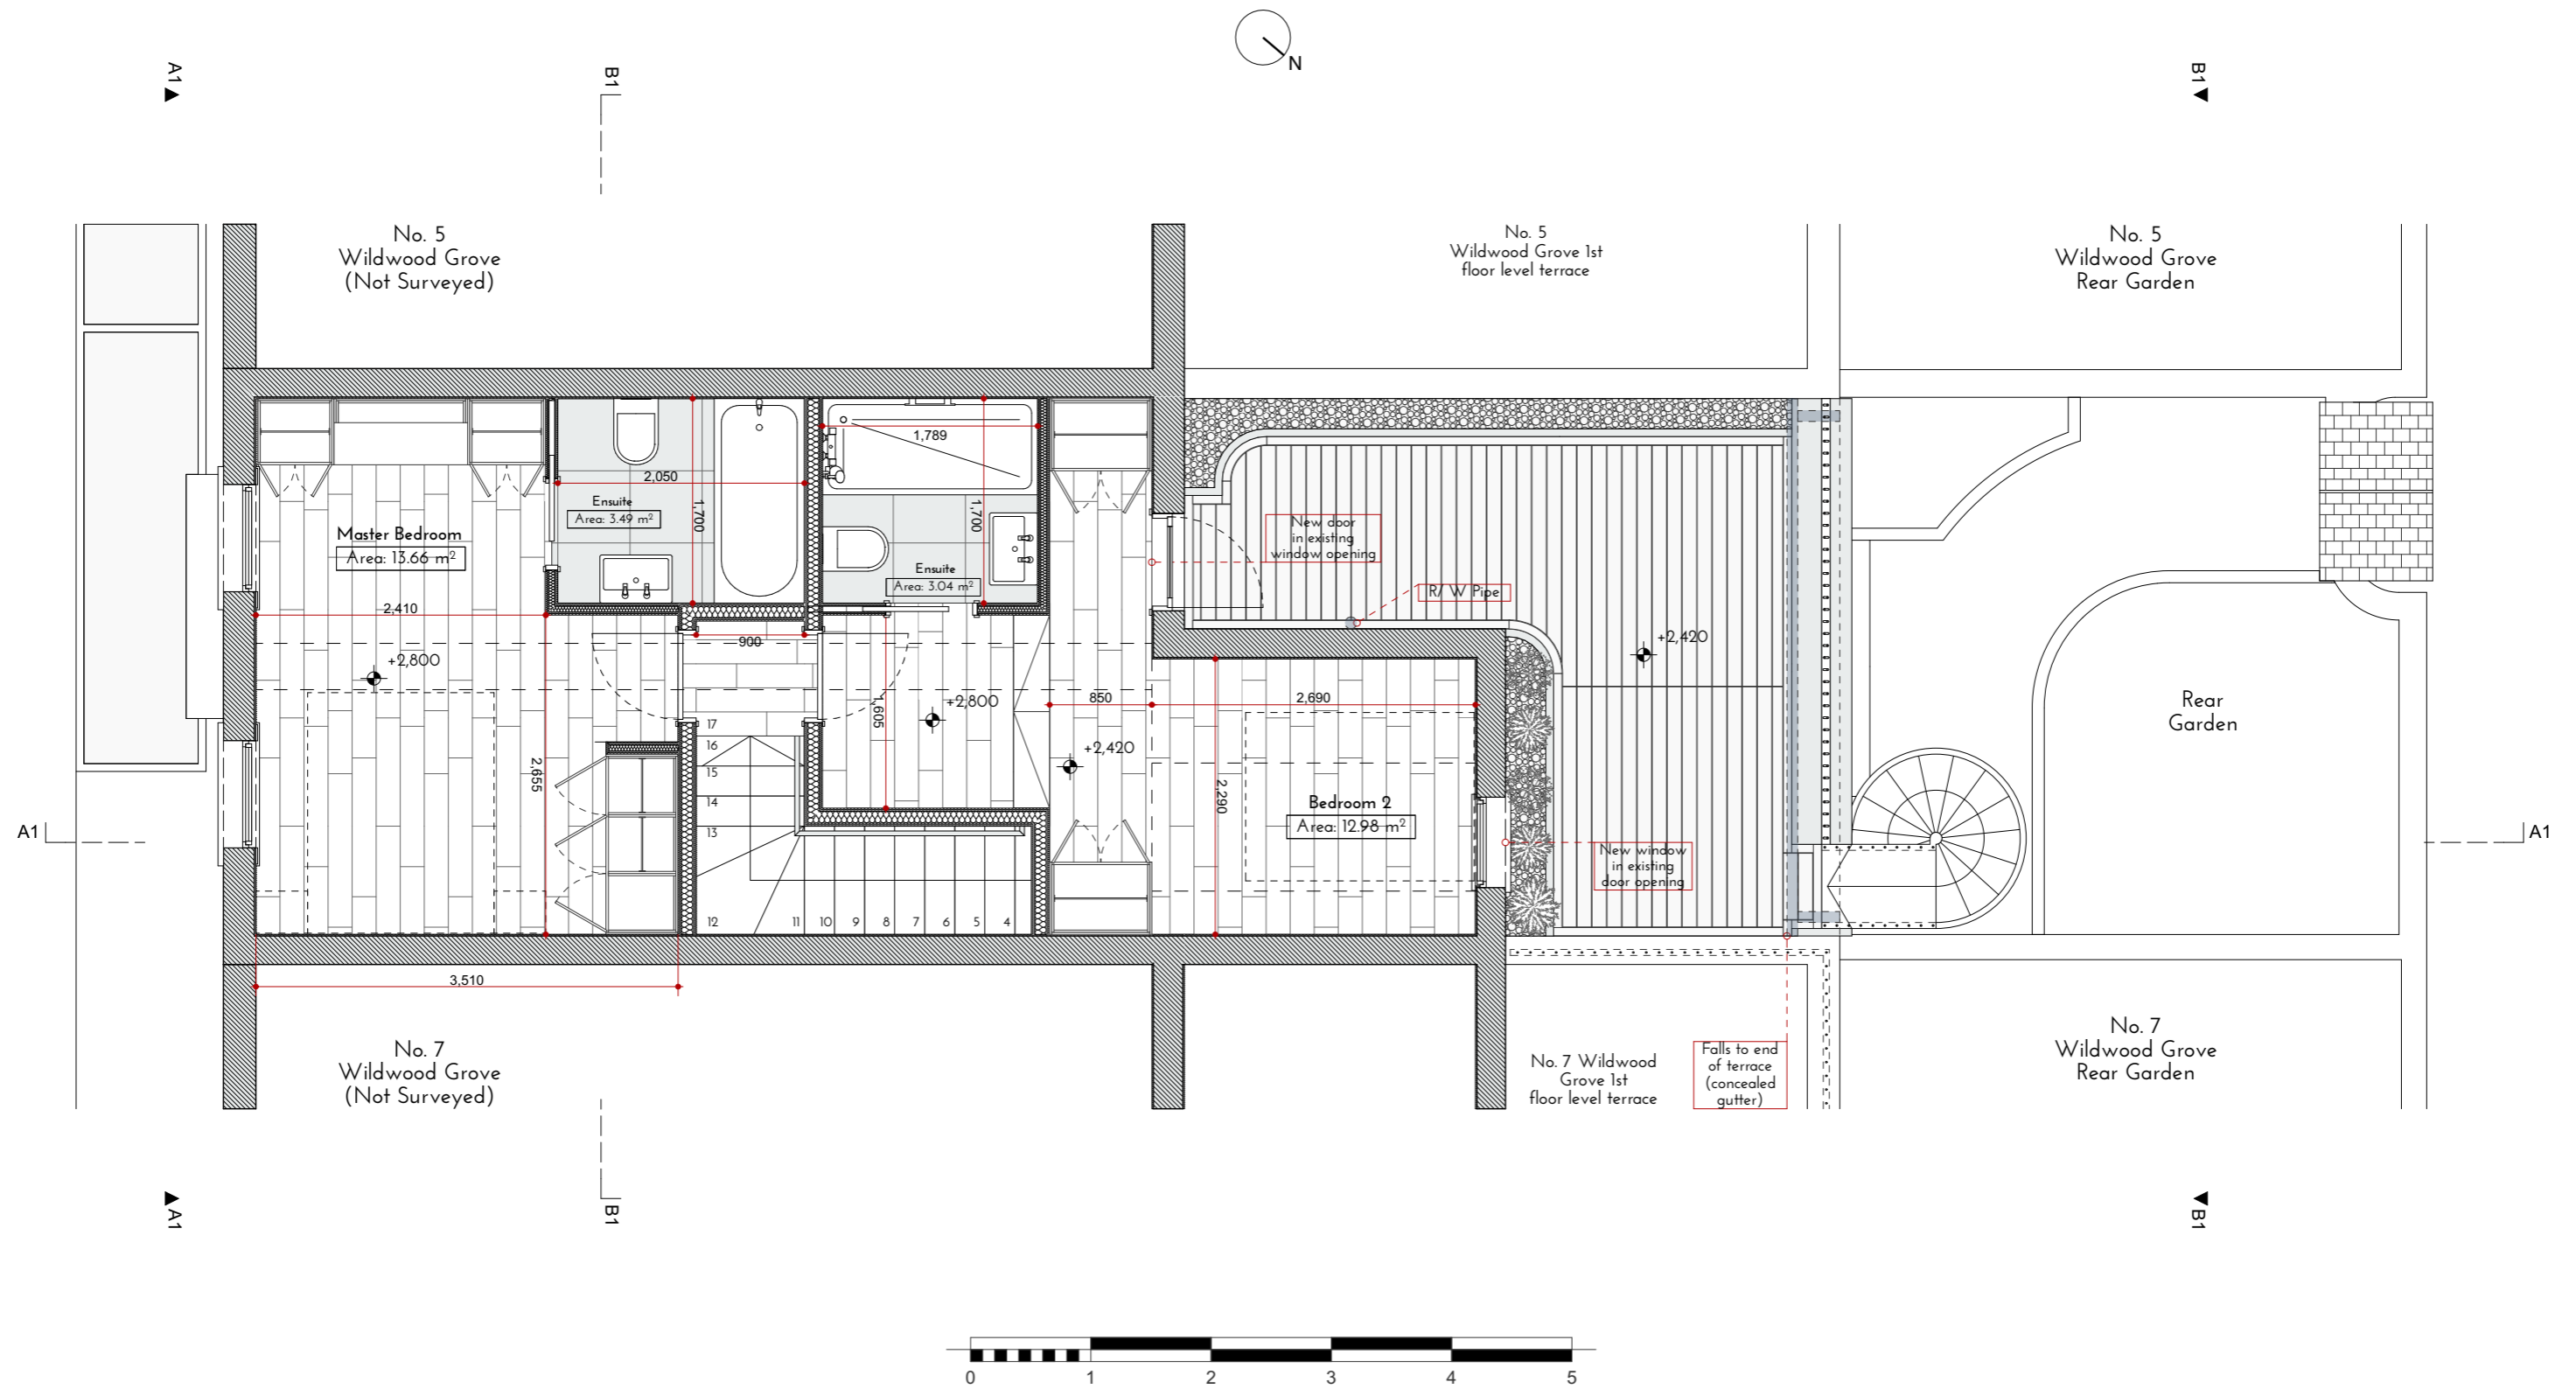 N
A1
B1
B1
No. 5
Wildwood Grove
(Not Surveyed)
No. 5
Wildwood Grove 1st
floor level terrace
No. 5
Wildwood Grove
Rear Garden
Master Bedroom
Area: 13.66 m²
2,410
+2,800
2,655
3,510
Ensuite
Area: 3.49 m²
2,050
1,700
900
1,789
1,700
Ensuite
Area: 3.04 m²
1,605
+2,800
+2,420
850
2,690
2,290
Bedroom 2
Area: 12.98 m²
17
16
15
14
13
12
11
10
9
8
7
6
5
4
New door
in existing
window opening
R/ W Pipe
+2,420
New window
in existing
door opening
Rear
Garden
A1
A1
No. 7
Wildwood Grove
(Not Surveyed)
No. 7 Wildwood
Grove 1st
floor level terrace
Falls to end
of terrace
(concealed
gutter)
No. 7
Wildwood Grove
Rear Garden
A1
B1
B1
0
1
2
3
4
5